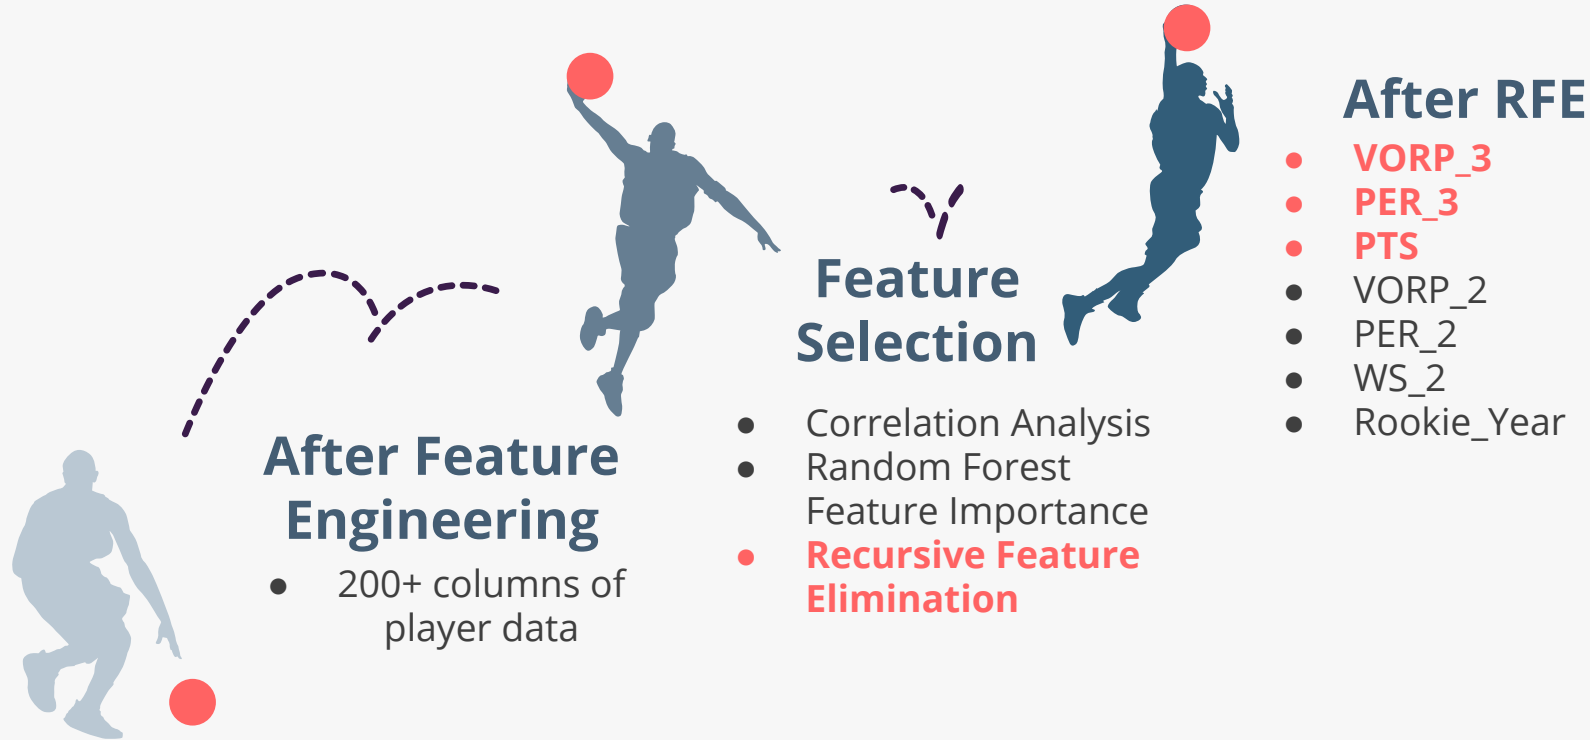 After Feature
Engineering
● 200+ columns of
player data
Feature
Selection
● Correlation Analysis
● Random Forest
Feature Importance
● Recursive Feature
Elimination
After RFE
● VORP_3
● PER_3
● PTS
● VORP_2
● PER_2
● WS_2
● Rookie_Year